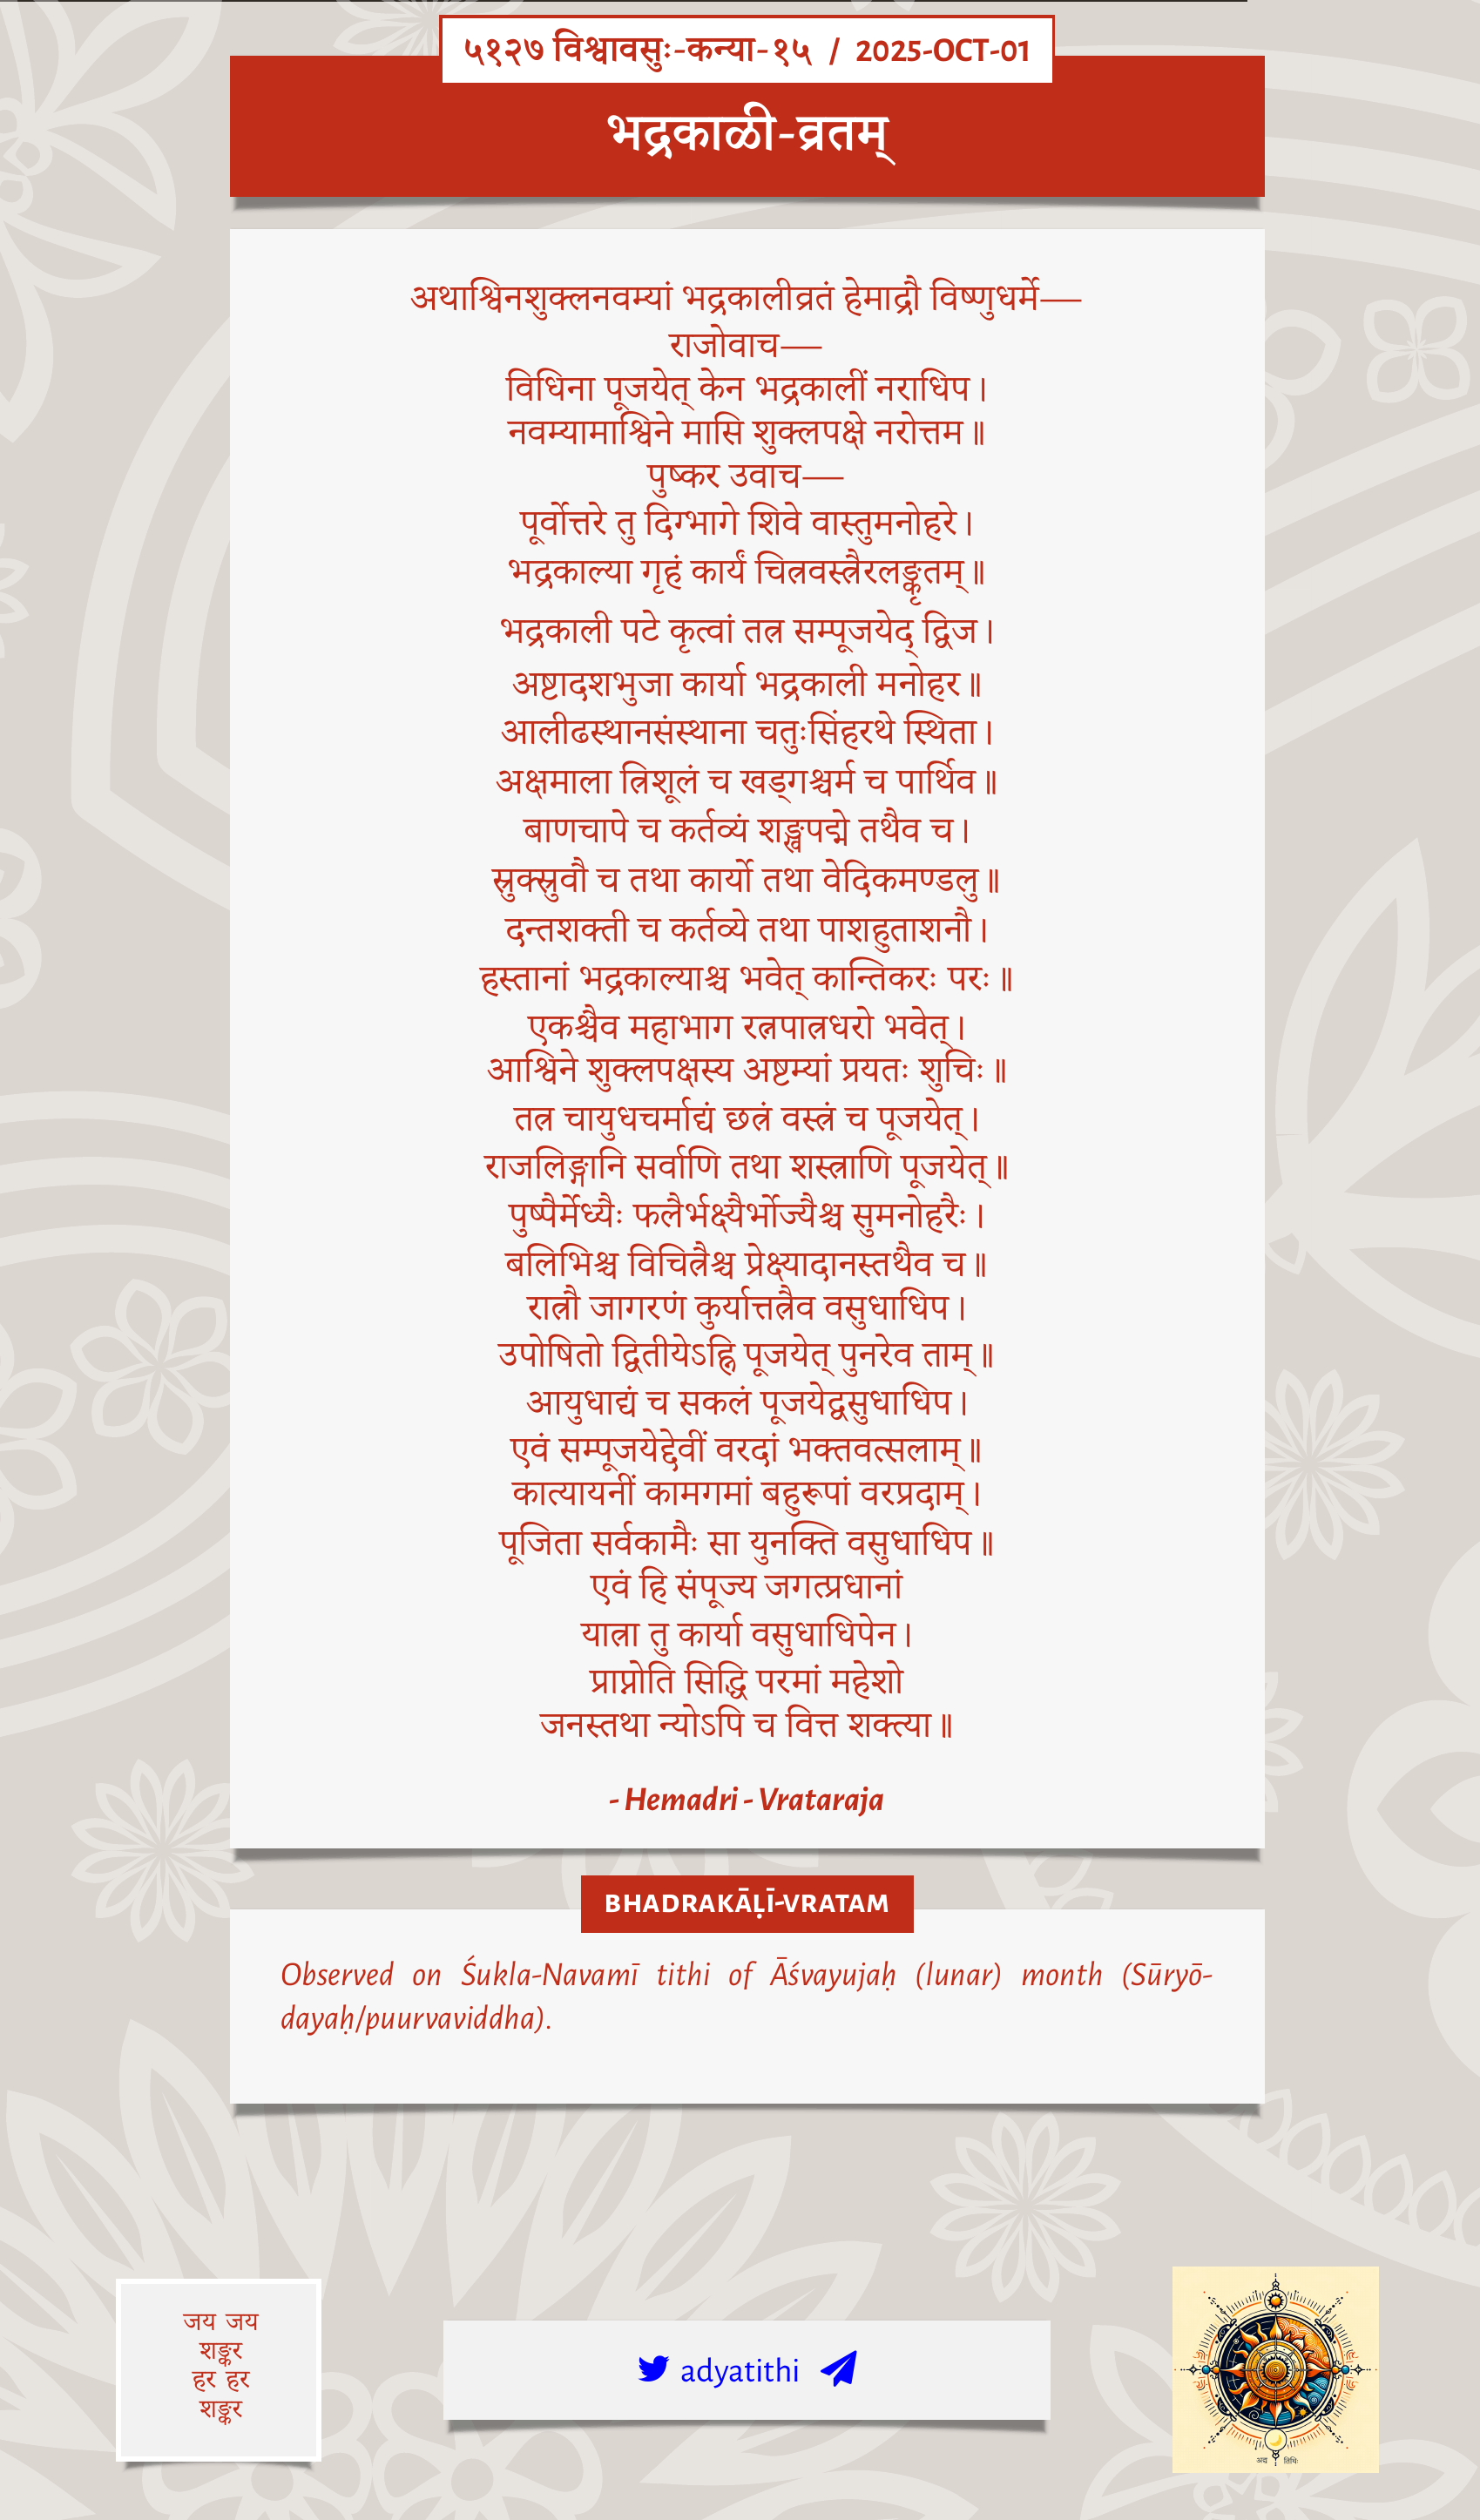 ५१२७ विश्वावसुः-कन्या-१५ / 2025-OCT-01
भद्रकाळी-व्रतम्
अथाश्विनशुक्लनवम्यां भद्रकालीव्रतं हेमाद्रौ विष्णुधर्मे—
राजोवाच—
विधिना पूजयेत् केन भद्रकालीं नराधिप।
नवम्यामाश्विने मासि शुक्लपक्षे नरोत्तम॥
पुष्कर उवाच—
पूर्वोत्तरे तु दिग्भागे शिवे वास्तुमनोहरे।
भद्रकाल्या गृहं कार्यं चित्रवस्त्रैरलङ्कृतम्॥
भद्रकाली पटे कृत्वां तत्र सम्पूजयेद् द्विज।
अष्टादशभुजा कार्या भद्रकाली मनोहर॥
आलीढस्थानसंस्थाना चतुःसिंहरथे स्थिता।
अक्षमाला त्रिशूलं च खड्गश्चर्म च पार्थिव॥
बाणचापे च कर्तव्यं शङ्खपद्मे तथैव च।
स्रुक्स्रुवौ च तथा कार्यो तथा वेदिकमण्डलु॥
दन्तशक्ती च कर्तव्ये तथा पाशहुताशनौ।
हस्तानां भद्रकाल्याश्च भवेत् कान्तिकरः परः॥
एकश्चैव महाभाग रत्नपात्रधरो भवेत्।
आश्विने शुक्लपक्षस्य अष्टम्यां प्रयतः शुचिः॥
तत्र चायुधचर्माद्यं छत्रं वस्त्रं च पूजयेत्।
राजलिङ्गानि सर्वाणि तथा शस्त्राणि पूजयेत्॥
पुष्पैर्मेध्यैः फलैर्भक्ष्यैर्भोज्यैश्च सुमनोहरैः।
बलिभिश्च विचित्रैश्च प्रेक्ष्यादानस्तथैव च॥
रात्रौ जागरणं कुर्यात्तत्रैव वसुधाधिप।
उपोषितो द्वितीयेऽह्नि पूजयेत् पुनरेव ताम्॥
आयुधाद्यं च सकलं पूजयेद्वसुधाधिप।
एवं सम्पूजयेद्देवीं वरदां भक्तवत्सलाम्॥
कात्यायनीं कामगमां बहुरूपां वरप्रदाम्।
पूजिता सर्वकामैः सा युनक्ति वसुधाधिप॥
एवं हि संपूज्य जगत्प्रधानां
यात्रा तु कार्या वसुधाधिपेन।
प्राप्नोति सिद्धि परमां महेशो
जनस्तथा न्योऽपि च वित्त शक्त्या॥
- Hemadri - Vrataraja
BHADRAKĀḶĪ-VRATAM
Observed on Śukla-Navamī tithi of Āśvayujaḥ (lunar) month (Sūryō-
dayaḥ/puurvaviddha).
जय जय
शङ्कर
हर हर
शङ्कर
adyatithi
अद्य तिथिः